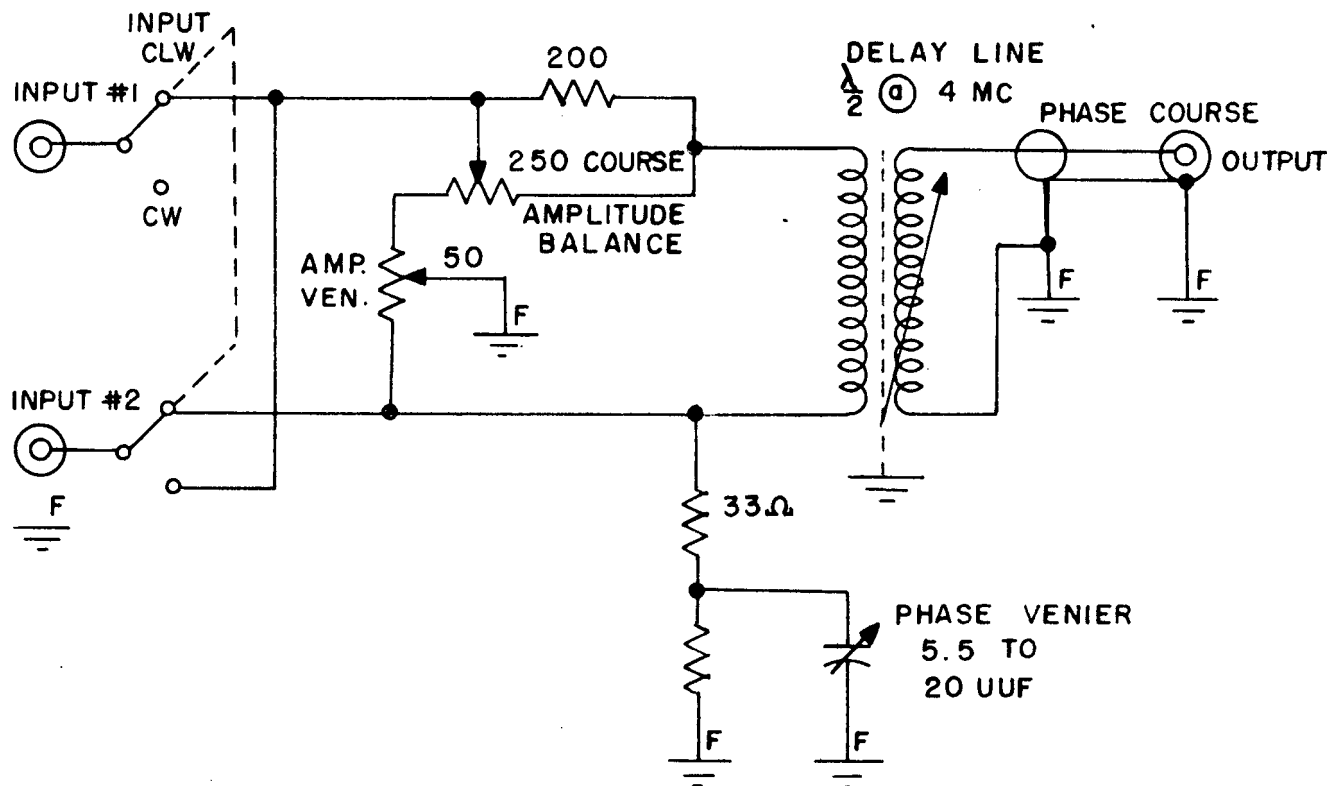 INPUT
CLW
INPUT #1
CW
200
250 COURSE
AMPLITUDE
BALANCE
AMP.
VEN.
50
F
DELAY LINE
λ/2 @ 4 MC
PHASE COURSE
OUTPUT
F
F
INPUT #2
F
33Ω
PHASE VENIER
5.5 TO
20 UUF
F
F